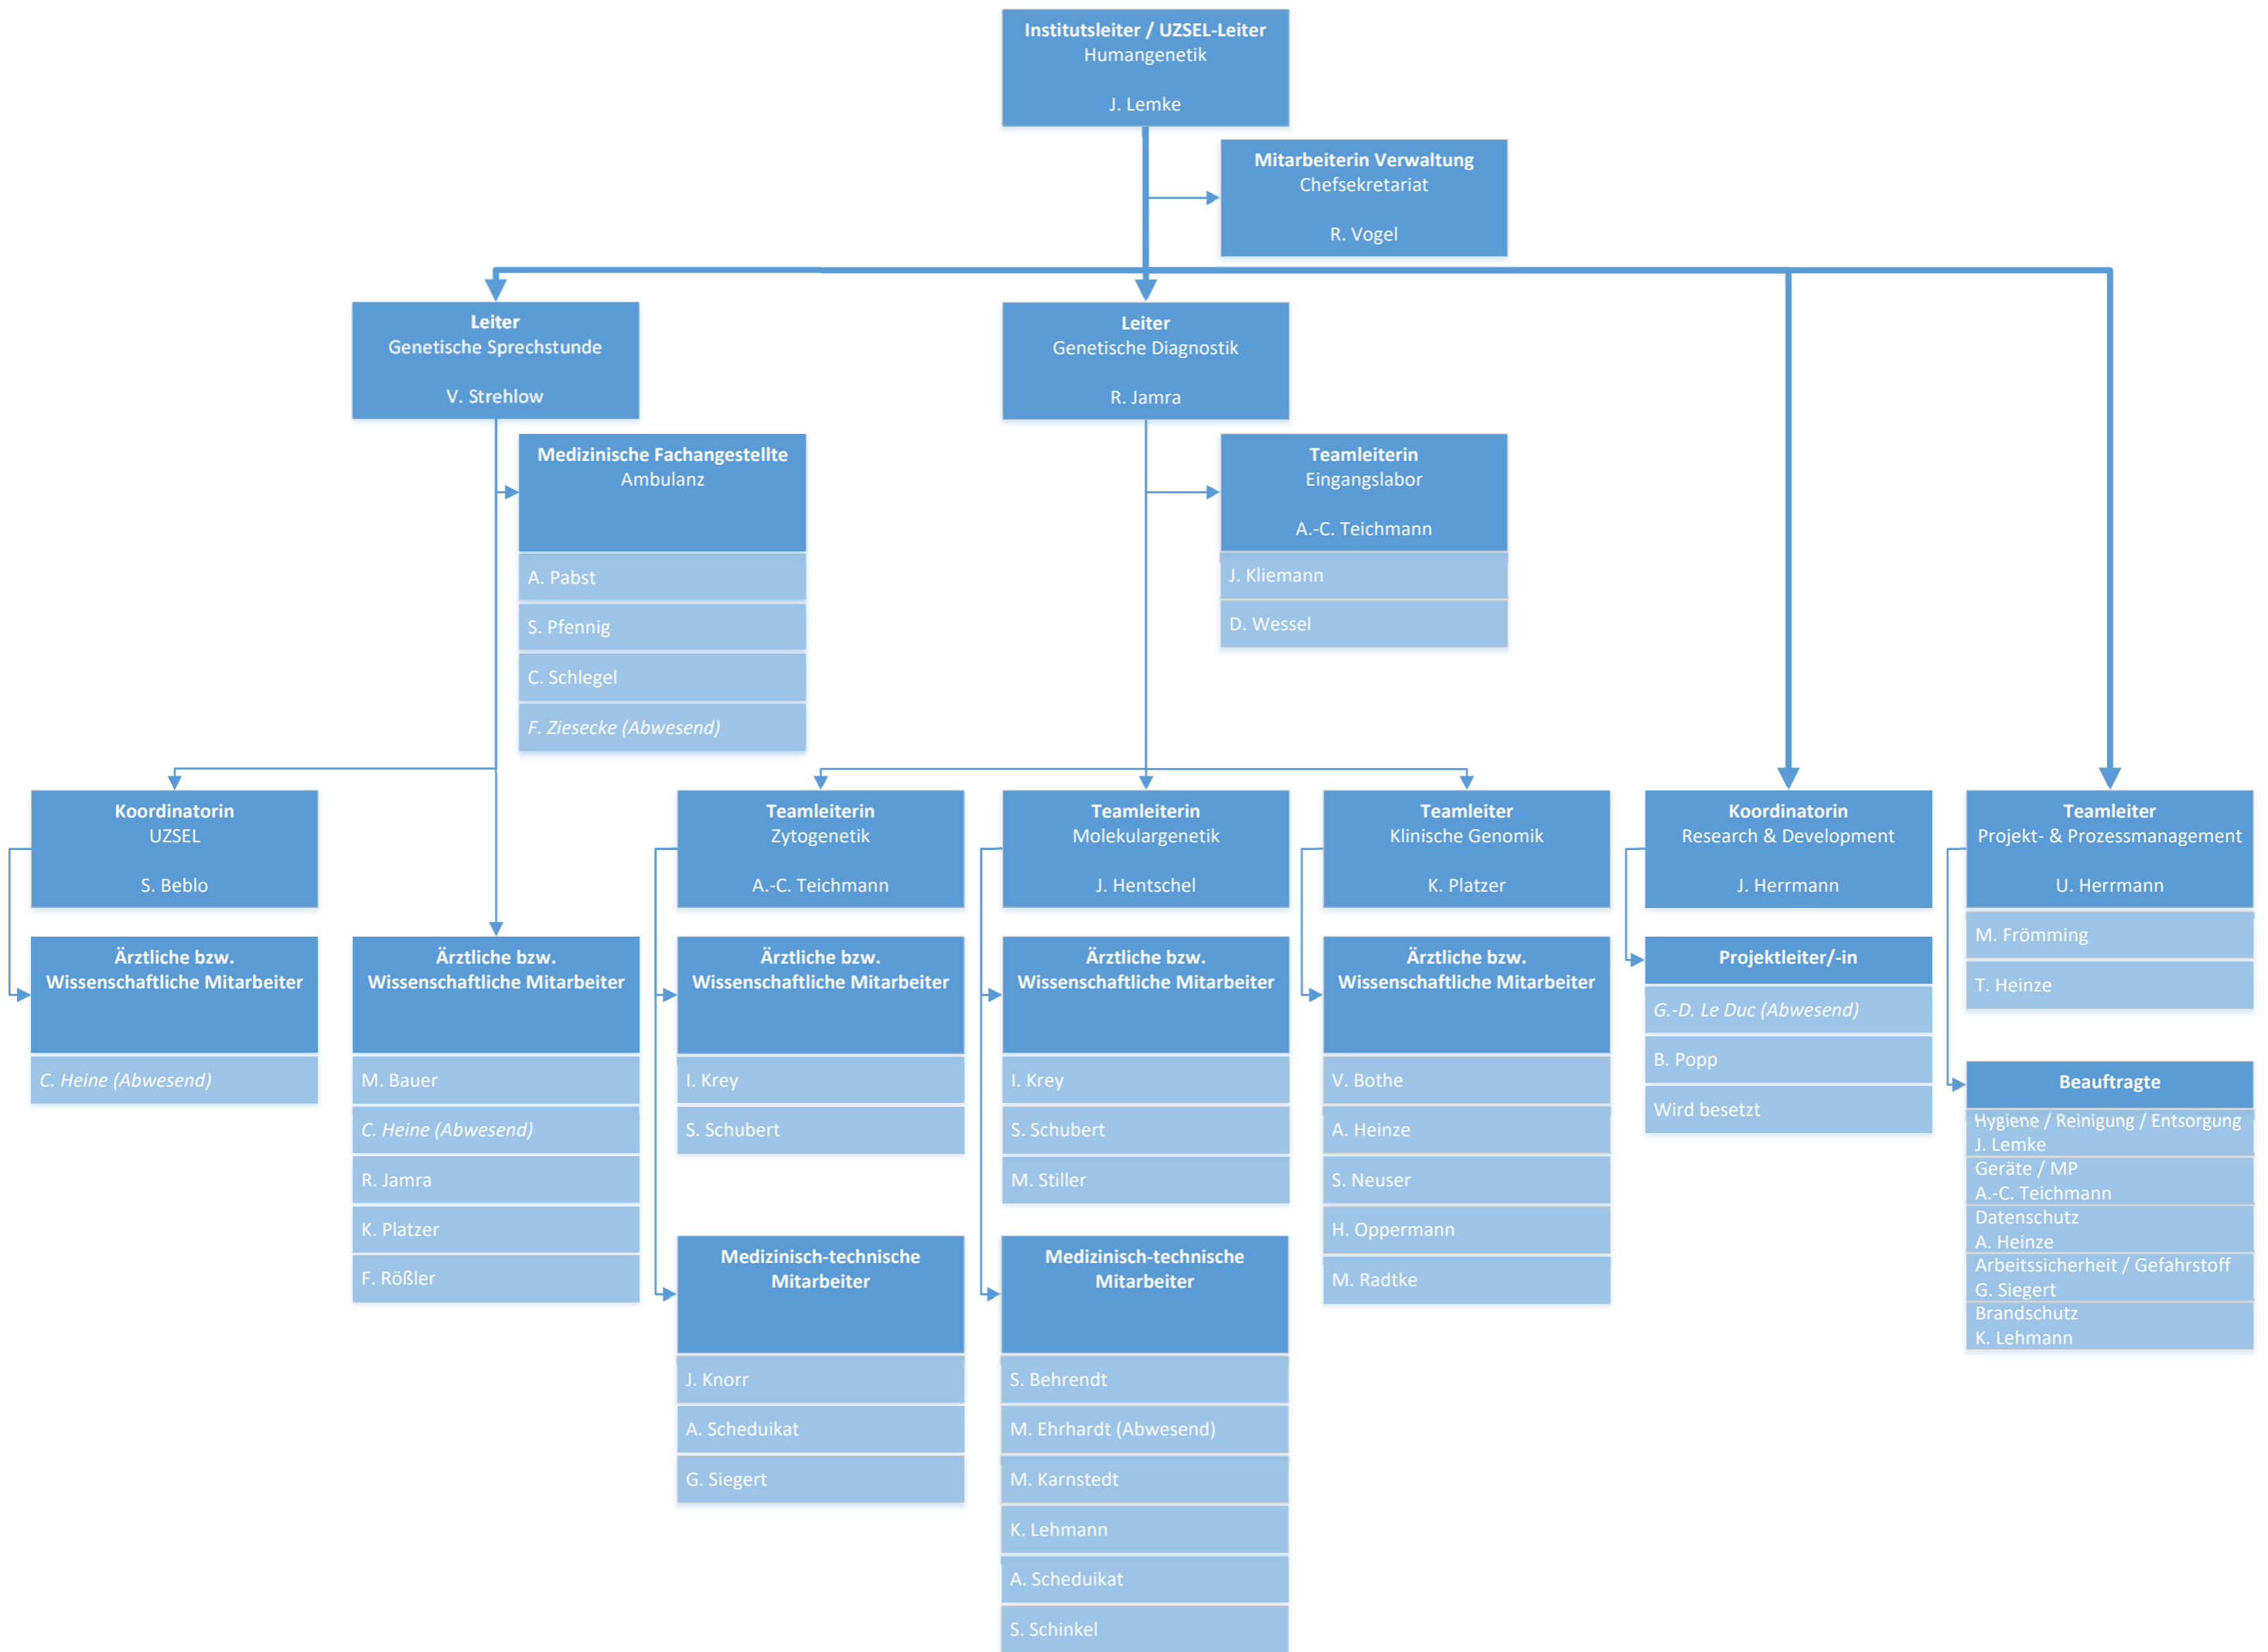 Institutsleiter / UZSEL-Leiter
Humangenetik
J. Lemke
Mitarbeiterin Verwaltung
Chefsekretariat
R. Vogel
Leiter
Genetische Sprechstunde
V. Strehlow
Leiter
Genetische Diagnostik
R. Jamra
Medizinische Fachangestellte
Ambulanz
A. Pabst
S. Pfennig
C. Schlegel
F. Ziesecke (Abwesend)
Teamleiterin
Eingangslabor
A.-C. Teichmann
J. Kliemann
D. Wessel
Koordinatorin
UZSEL
S. Beblo
Ärztliche bzw.
Wissenschaftliche Mitarbeiter
C. Heine (Abwesend)
Ärztliche bzw.
Wissenschaftliche Mitarbeiter
M. Bauer
C. Heine (Abwesend)
R. Jamra
K. Platzer
F. Rößler
Teamleiterin
Zytogenetik
A.-C. Teichmann
Ärztliche bzw.
Wissenschaftliche Mitarbeiter
I. Krey
S. Schubert
Medizinisch-technische
Mitarbeiter
J. Knorr
A. Scheduikat
G. Siegert
Teamleiterin
Molekulargenetik
J. Hentschel
Ärztliche bzw.
Wissenschaftliche Mitarbeiter
I. Krey
S. Schubert
M. Stiller
Medizinisch-technische
Mitarbeiter
S. Behrendt
M. Ehrhardt (Abwesend)
M. Karnstedt
K. Lehmann
A. Scheduikat
S. Schinkel
Teamleiter
Klinische Genomik
K. Platzer
Ärztliche bzw.
Wissenschaftliche Mitarbeiter
V. Bothe
A. Heinze
S. Neuser
H. Oppermann
M. Radtke
Koordinatorin
Research & Development
J. Herrmann
Projektleiter/-in
G.-D. Le Duc (Abwesend)
B. Popp
Wird besetzt
Teamleiter
Projekt- & Prozessmanagement
U. Herrmann
M. Frömming
T. Heinze
Beauftragte
Hygiene / Reinigung / Entsorgung
J. Lemke
Geräte / MP
A.-C. Teichmann
Datenschutz
A. Heinze
Arbeitssicherheit / Gefahrstoff
G. Siegert
Brandschutz
K. Lehmann